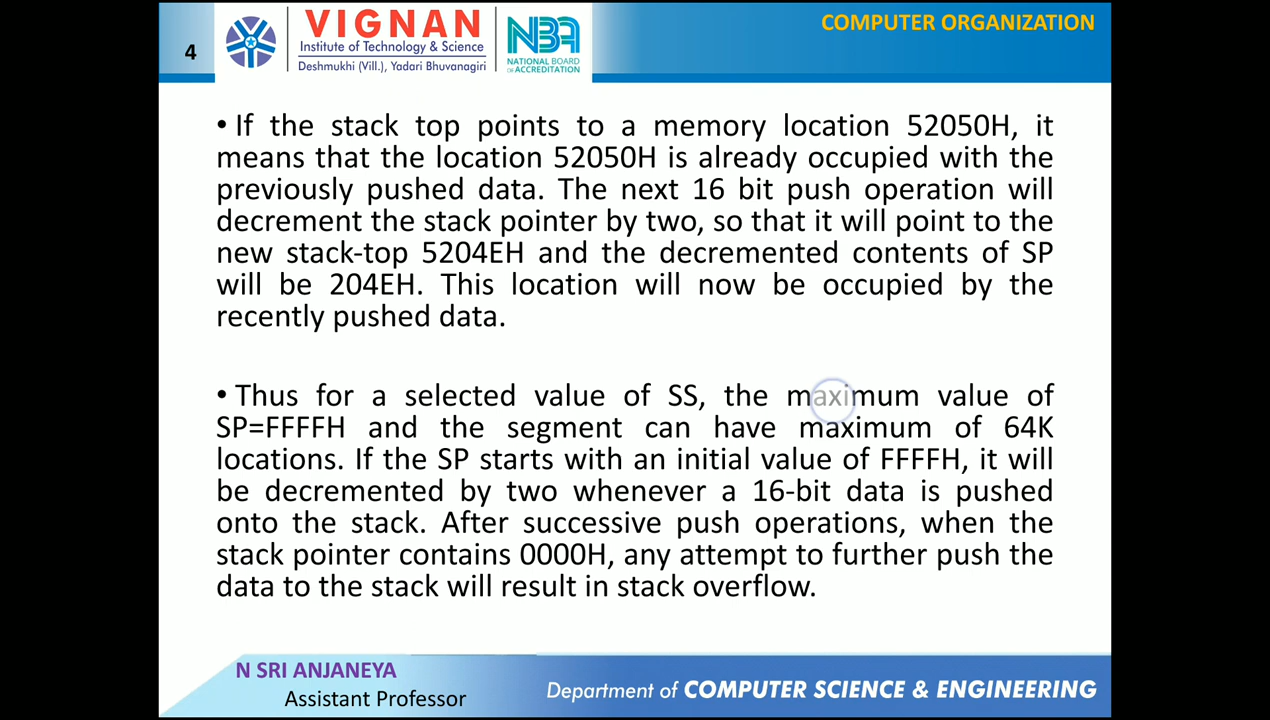 4
VIGNAN
Institute of Technology & Science
Deshmukhi (Vill.), Yadari Bhuvanagiri
NBA
NATIONAL BOARD
OF ACCREDITATION
COMPUTER ORGANIZATION
• If the stack top points to a memory location 52050H, it
means that the location 52050H is already occupied with the
previously pushed data. The next 16 bit push operation will
decrement the stack pointer by two, so that it will point to the
new stack-top 5204EH and the decremented contents of SP
will be 204EH. This location will now be occupied by the
recently pushed data.
• Thus for a selected value of SS, the maximum value of
SP=FFFFH and the segment can have maximum of 64K
locations. If the SP starts with an initial value of FFFFH, it will
be decremented by two whenever a 16-bit data is pushed
onto the stack. After successive push operations, when the
stack pointer contains 0000H, any attempt to further push the
data to the stack will result in stack overflow.
N SRI ANJANEYA
Assistant Professor
Department of COMPUTER SCIENCE & ENGINEERING